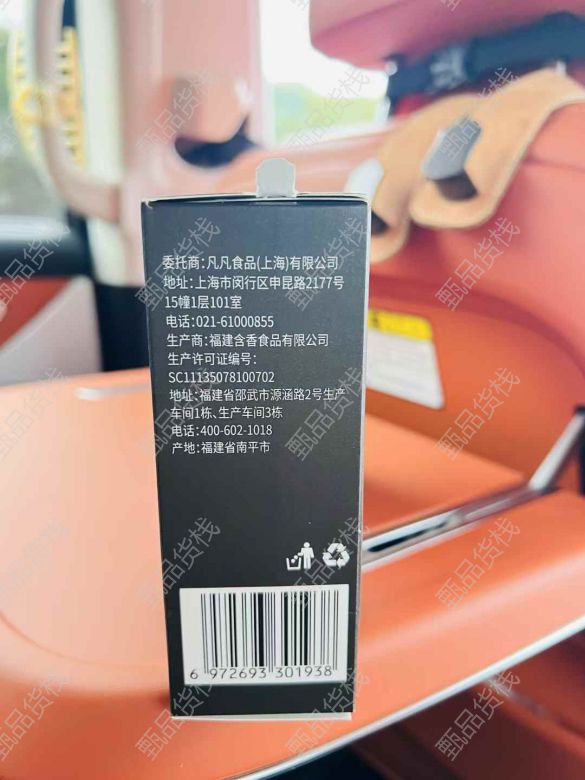 委托商:凡凡食品(上海)有限公司
地址:上海市闵行区申昆路2177号
15幢1层101室
电话:021-61000855
生产商:福建含香食品有限公司
生产许可证编号:
SC11135078100702
地址:福建省邵武市源涵路2号生产
车间1栋、生产车间3栋
电话:400-602-1018
产地:福建省南平市
6 972693 301938
甄品货栈